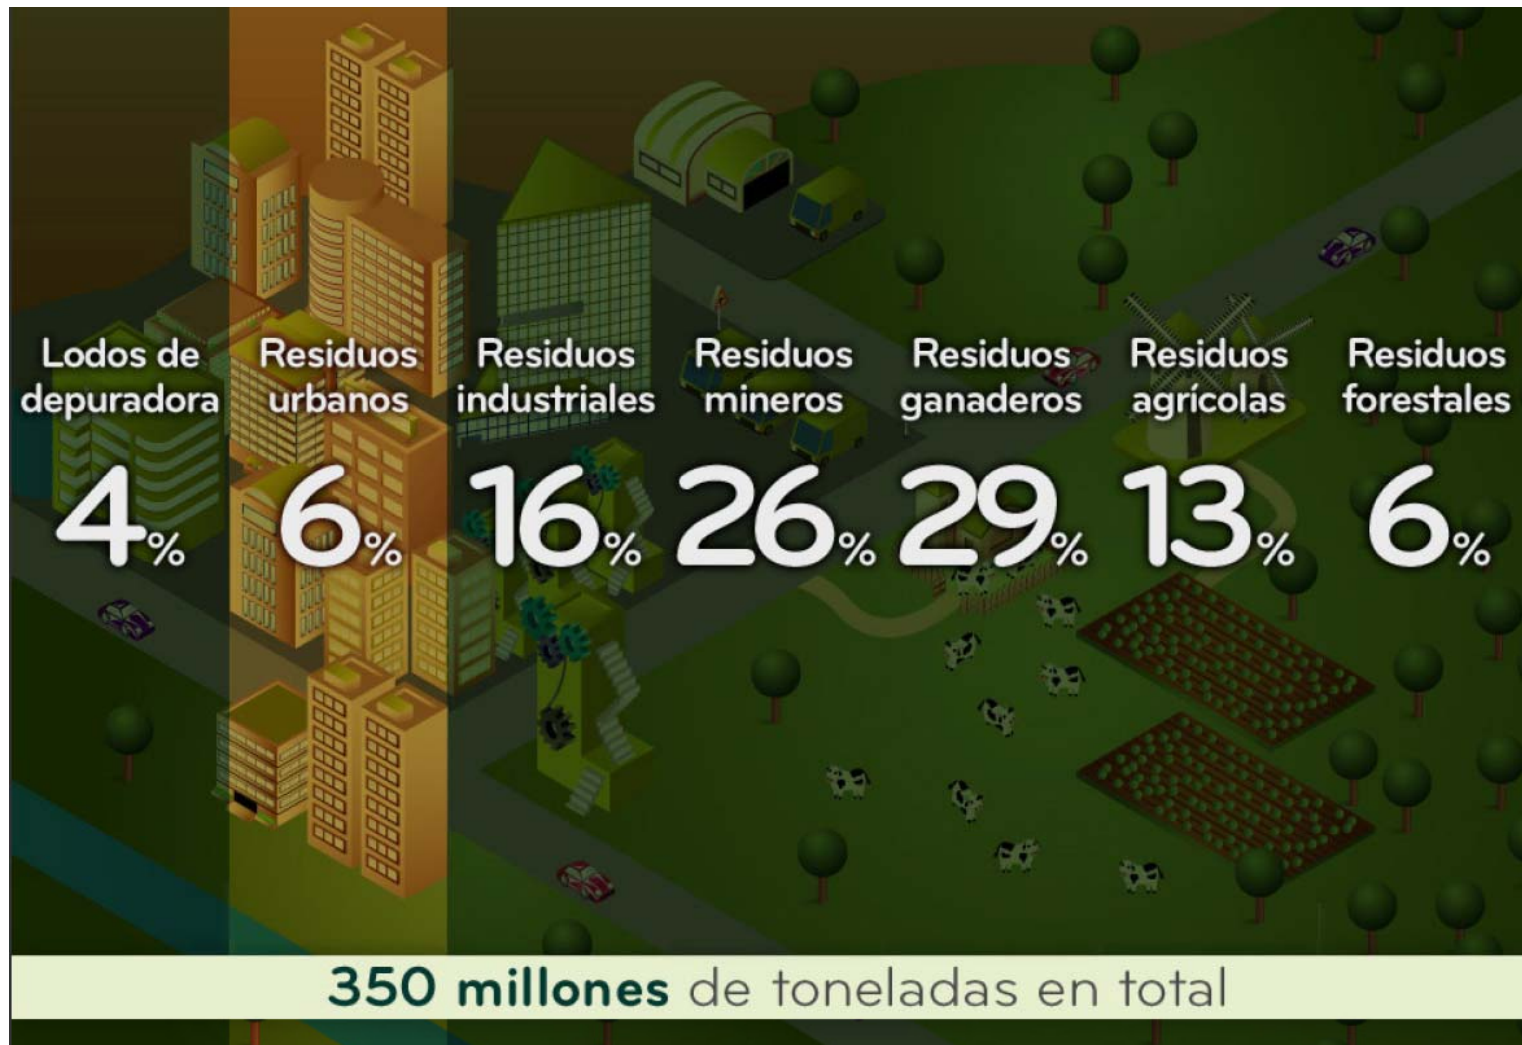 Lodos de
depuradora
4%
Residuos
urbanos
6%
Residuos
industriales
16%
Residuos
mineros
26%
Residuos
ganaderos
29%
Residuos
agrícolas
13%
Residuos
forestales
6%
350 millones de toneladas en total